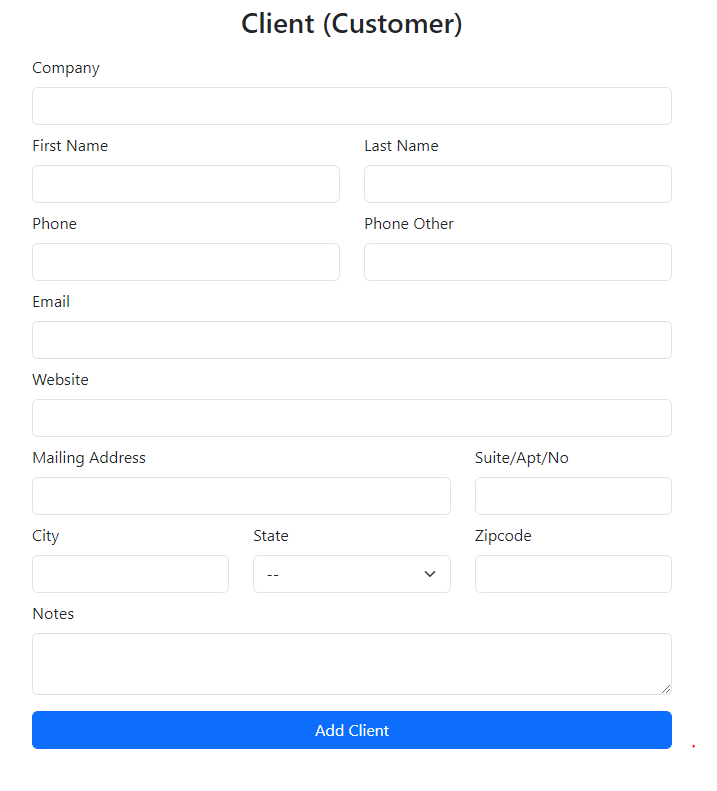 Client (Customer)
Company
First Name Last Name
Phone Phone Other
Email
Website
Mailing Address Suite/Apt/No
City State Zipcode
--
Notes
Add Client